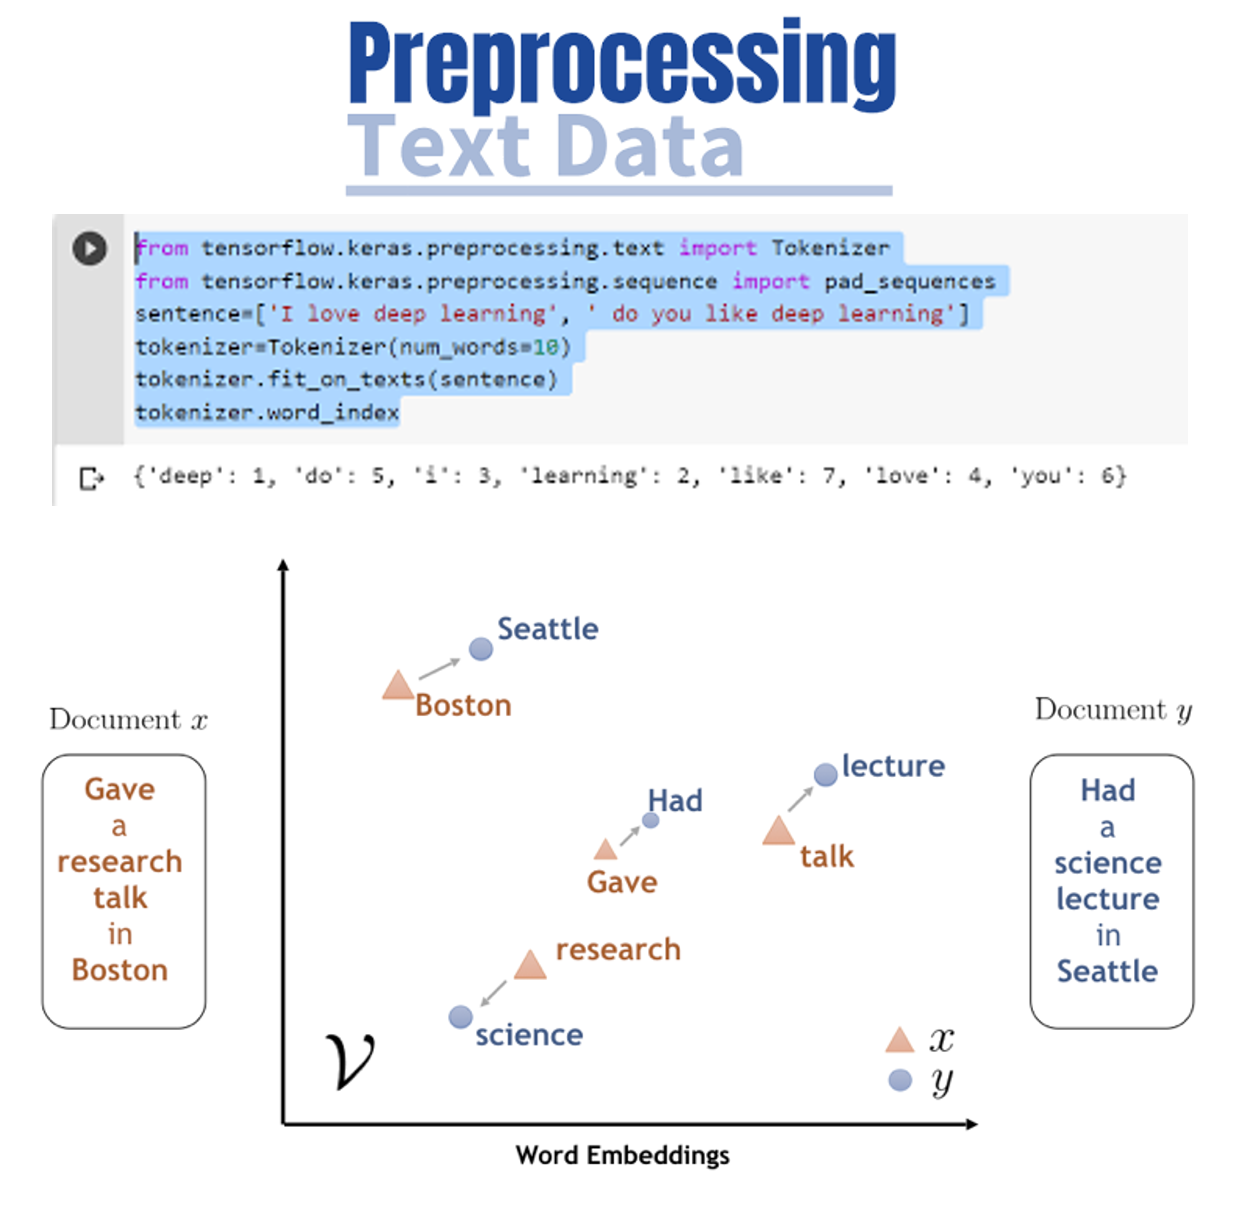 Preprocessing
Text Data
from tensorflow.keras.preprocessing.text import Tokenizer
from tensorflow.keras.preprocessing.sequence import pad_sequences
sentence=['I love deep learning', ' do you like deep learning']
tokenizer=Tokenizer(num_words=10)
tokenizer.fit_on_texts(sentence)
tokenizer.word_index
{'deep': 1, 'do': 5, 'i': 3, 'learning': 2, 'like': 7, 'love': 4, 'you': 6}
Document x
Gave
a
research
talk
in
Boston
Seattle
Boston
lecture
Had
talk
Gave
research
science
𝒱
x
y
Word Embeddings
Document y
Had
a
science
lecture
in
Seattle